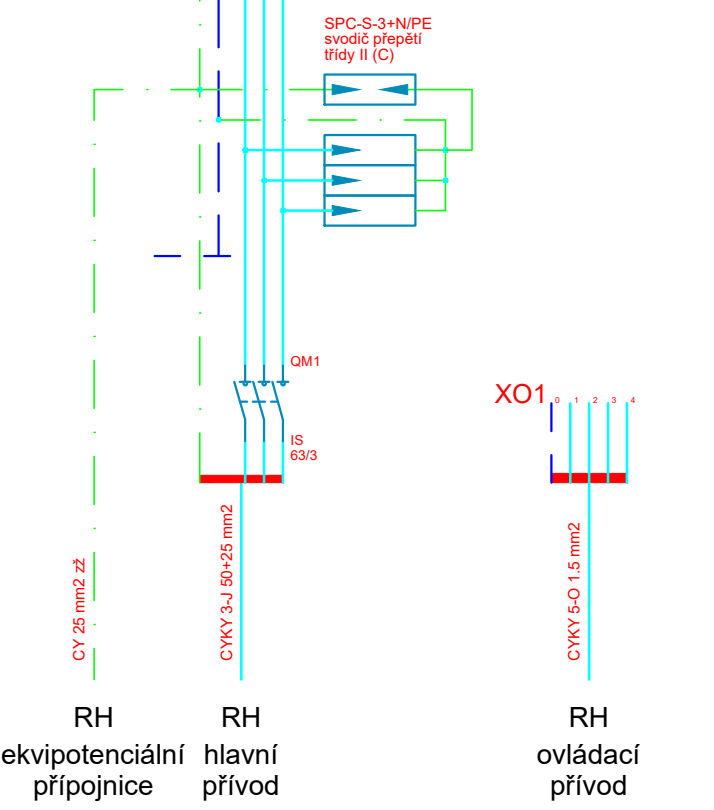 SPC-S-3+N/PE
svodič přepětí
třídy II (C)
QM1
IS
63/3
XO1
0 1 2 3 4
CY 25 mm2 zž
CYKY 3-J 50+25 mm2
CYKY 5-O 1.5 mm2
RH
ekvipotenciální
přípojnice
RH
hlavní
přívod
RH
ovládací
přívod